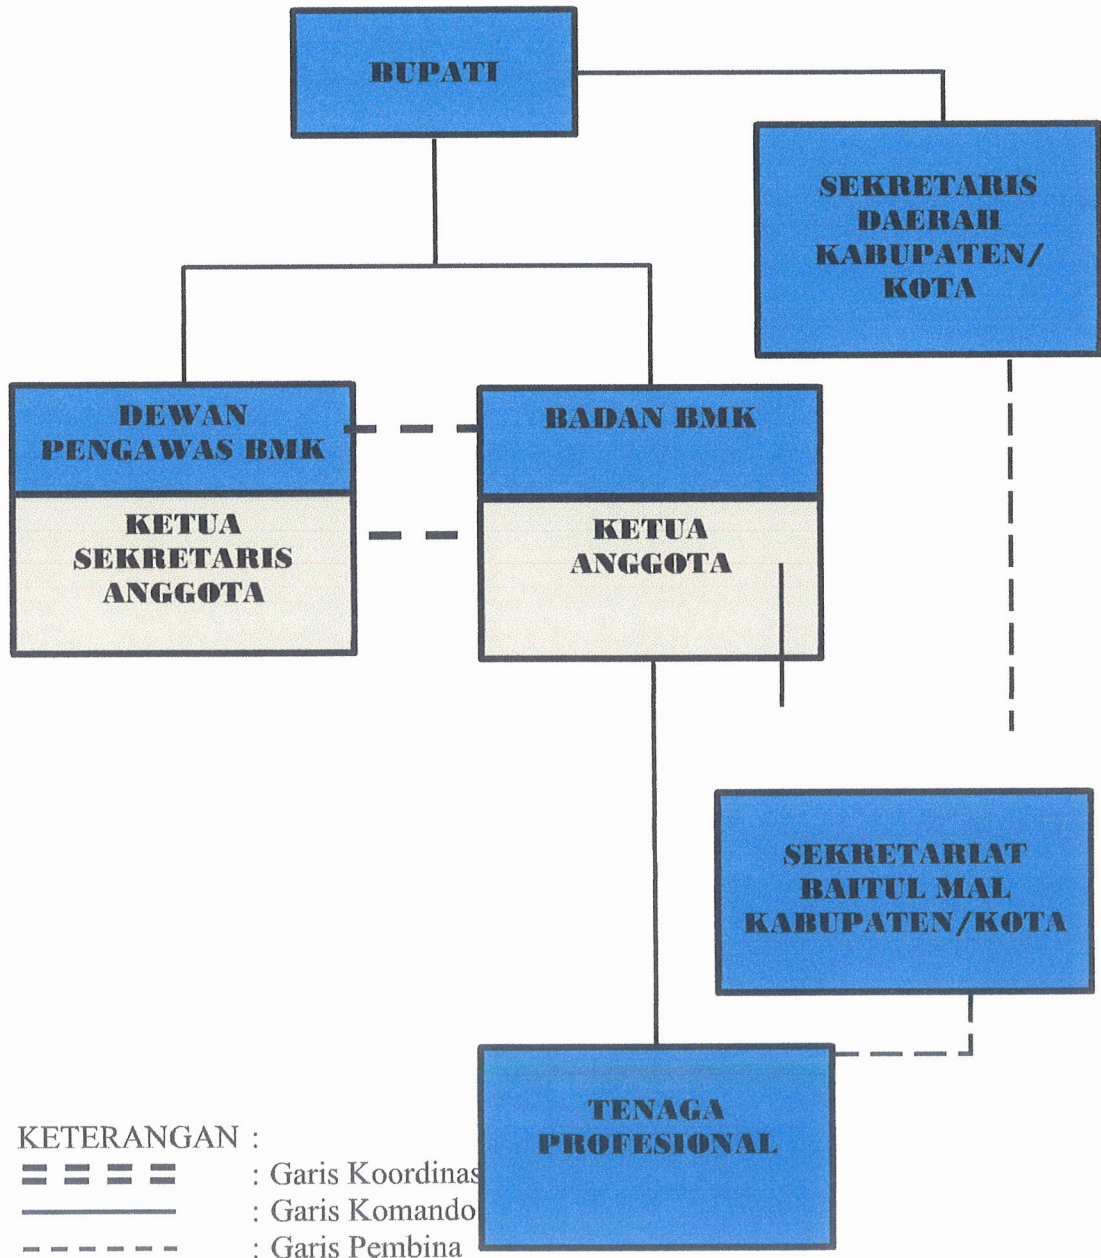 BUPATI
SEKRETARIS
DAERAH
KABUPATEN/
KOTA
DEWAN
PENGAWAS BMK
BADAN BMK
KETUA
SEKRETARIS
ANGGOTA
KETUA
ANGGOTA
SEKRETARIAT
BAITUL MAL
KABUPATEN/KOTA
TENAGA
PROFESIONAL
KETERANGAN :
: Garis Koordinas
: Garis Komando
: Garis Pembina